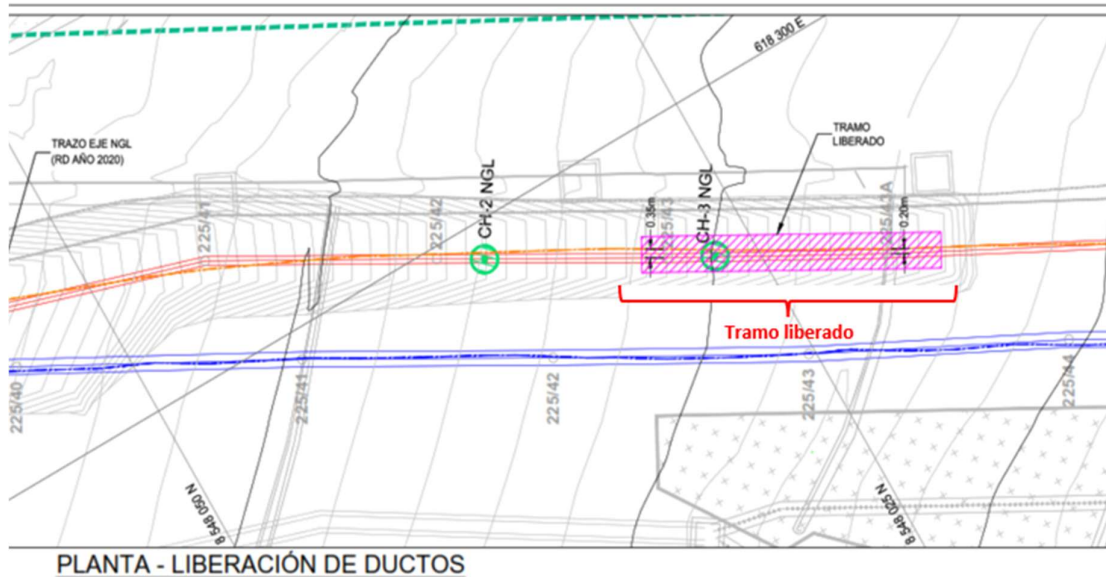 618 300 E
TRAZO EJE NGL
(RD AÑO 2020)
TRAMO
LIBERADO
225/41
225/42
CH-2 NGL
0.35m
225/43
CH-3 NGL
225/43A
0.20m
Tramo liberado
225/40
225/41
225/42
225/43
225/44
8 548 050 N
8 548 025 N
PLANTA - LIBERACIÓN DE DUCTOS